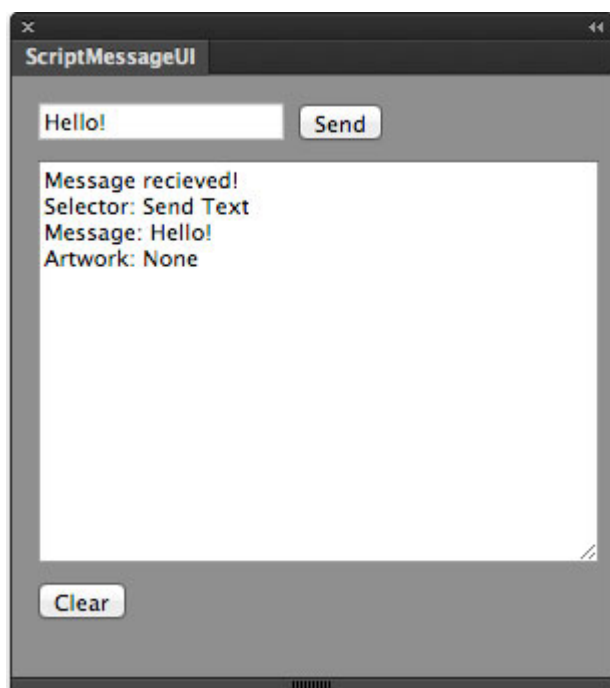 ScriptMessageUI
Hello!
Send
Message recieved!
Selector: Send Text
Message: Hello!
Artwork: None
Clear